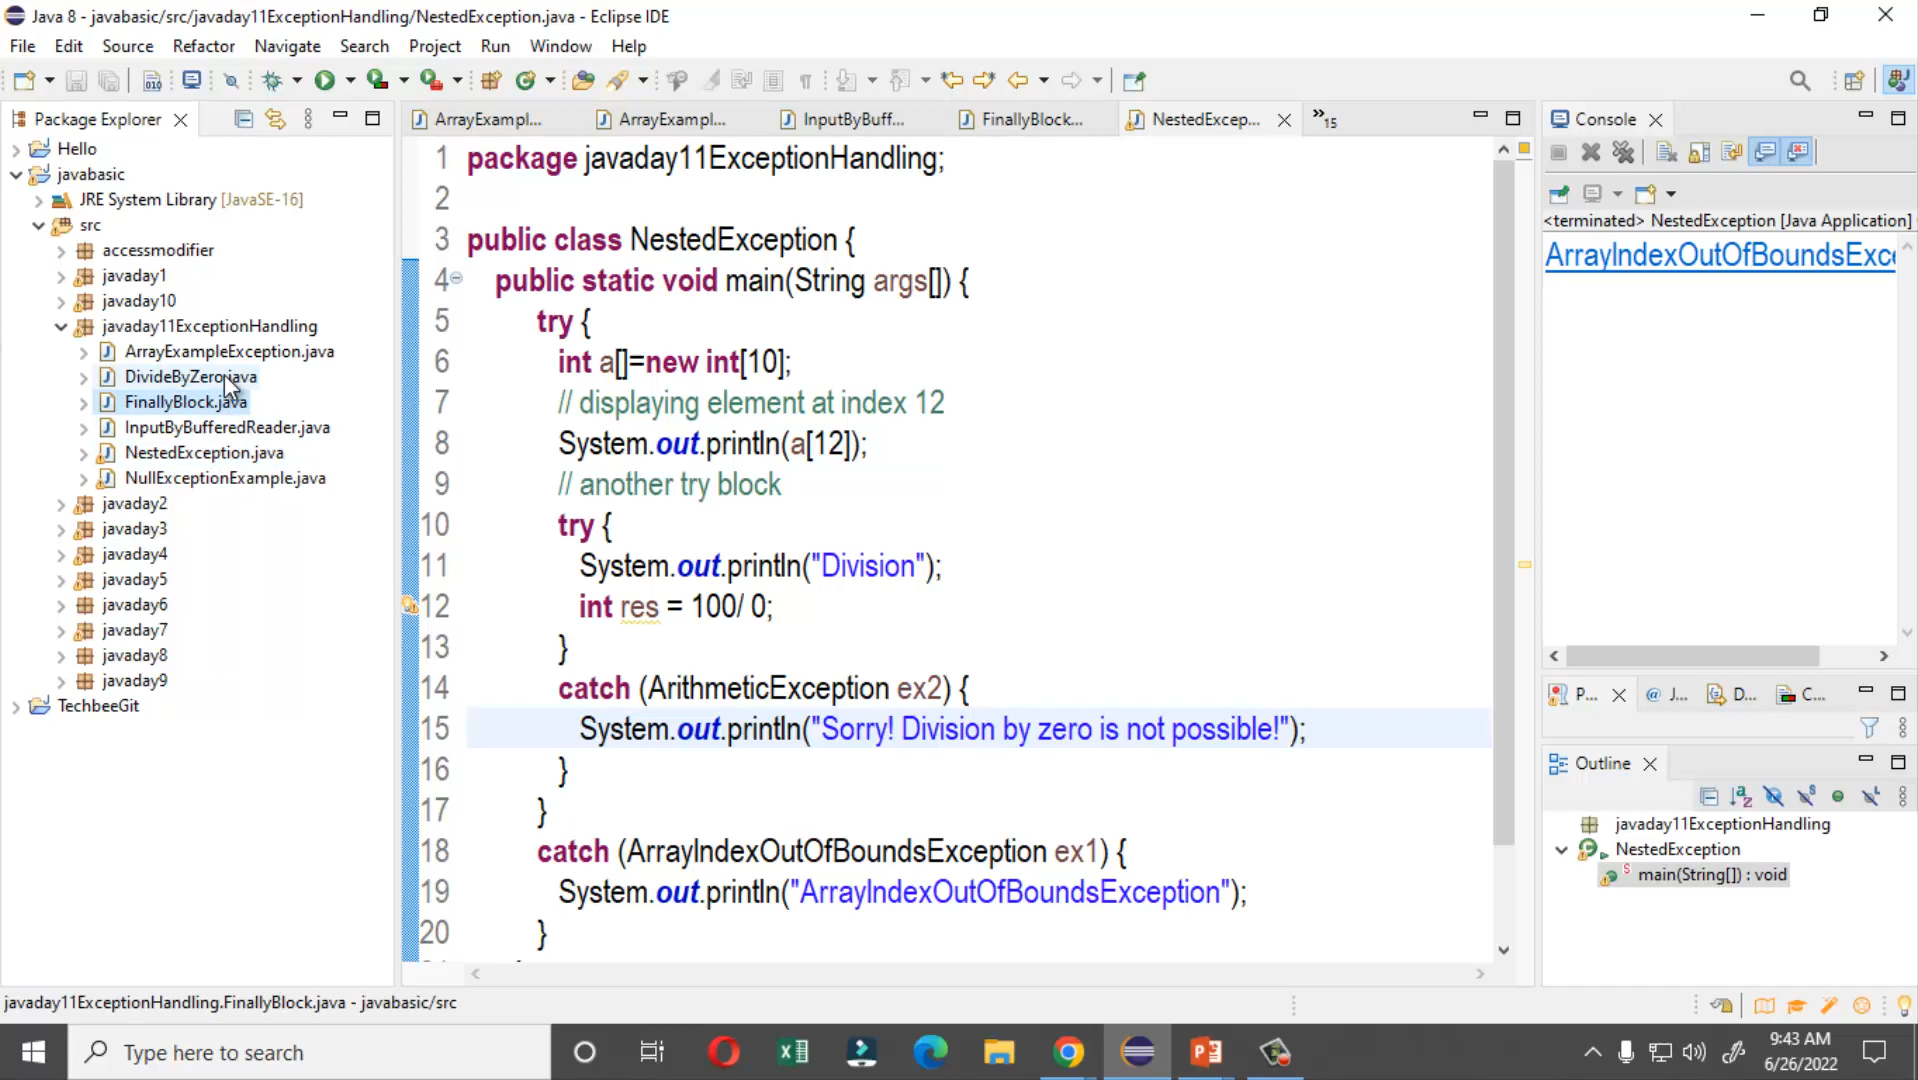 Java 8 - javabasic/src/javaday11ExceptionHandling/NestedException.java - Eclipse IDE
File Edit Source Refactor Navigate Search Project Run Window Help
Package Explorer
Hello
javabasic
JRE System Library [JavaSE-16]
src
accessmodifier
javaday1
javaday10
javaday11ExceptionHandling
ArrayExampleException.java
DivideByZero.java
FinallyBlock.java
InputByBufferedReader.java
NestedException.java
NullExceptionExample.java
javaday2
javaday3
javaday4
javaday5
javaday6
javaday7
javaday8
javaday9
TechbeeGit
ArrayExampl... ArrayExampl... InputByBuff... FinallyBlock... NestedExcep... »15
1 package javaday11ExceptionHandling;
2
3 public class NestedException {
4 public static void main(String args[]) {
5 try {
6 int a[]=new int[10];
7 // displaying element at index 12
8 System.out.println(a[12]);
9 // another try block
10 try {
11 System.out.println("Division");
12 int res = 100/ 0;
13 }
14 catch (ArithmeticException ex2) {
15 System.out.println("Sorry! Division by zero is not possible!");
16 }
17 }
18 catch (ArrayIndexOutOfBoundsException ex1) {
19 System.out.println("ArrayIndexOutOfBoundsException");
20 }
Console
<terminated> NestedException [Java Application]
ArrayIndexOutOfBoundsExce
P... @ J... D... C...
Outline
javaday11ExceptionHandling
NestedException
main(String[]) : void
javaday11ExceptionHandling.FinallyBlock.java - javabasic/src
Type here to search
9:43 AM
6/26/2022